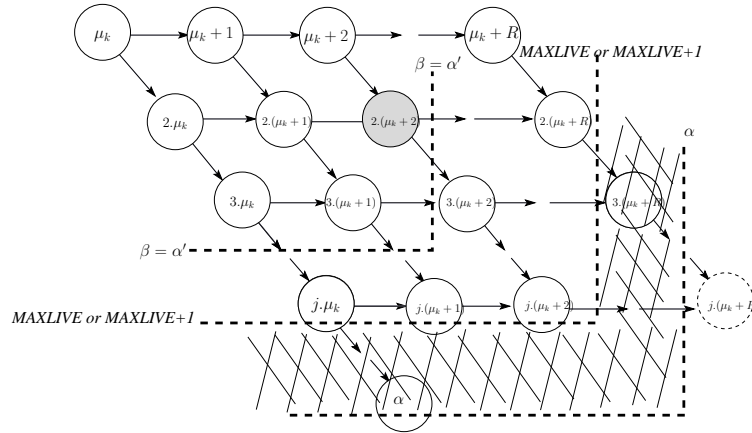 μ_k μ_k + 1 μ_k + 2 μ_k + R
β = α′ MAXLIVE or MAXLIVE+1
2.μ_k 2.(μ_k + 1) 2.(μ_k + 2) 2.(μ_k + R) α
3.μ_k 3.(μ_k + 1) 3.(μ_k + 2) 3.(μ_k + R)
β = α′
j.μ_k j.(μ_k + 1) j.(μ_k + 2) j.(μ_k + R
MAXLIVE or MAXLIVE+1
α